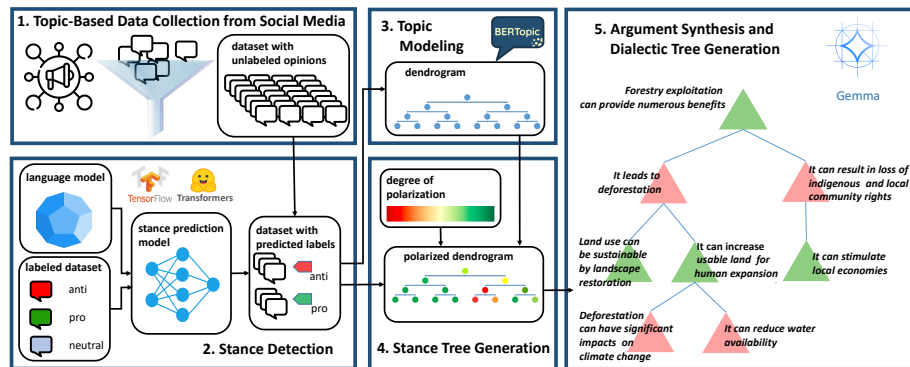 1. Topic-Based Data Collection from Social Media
dataset with
unlabeled opinions
3. Topic
Modeling
BERTopic
dendrogram
5. Argument Synthesis and
Dialectic Tree Generation
Gemma
Forestry exploitation
can provide numerous benefits
It leads to
deforestation
It can result in loss of
indigenous and local
community rights
Land use can
be sustainable
by landscape
restoration
It can increase
usable land for
human expansion
It can stimulate
local economies
Deforestation
can have significant
impacts on
climate change
It can reduce water
availability
language model
TensorFlow
Transformers
stance prediction
model
dataset with
predicted labels
anti
pro
labeled dataset
anti
pro
neutral
2. Stance Detection
degree of
polarization
polarized dendrogram
4. Stance Tree Generation